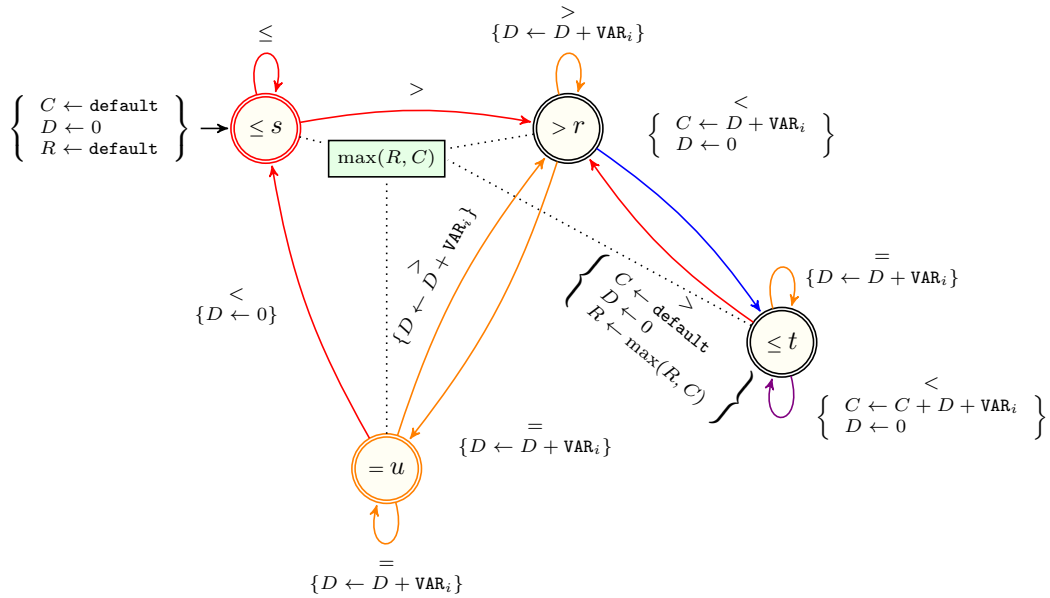 ≤
>
{D ← D + VAR_i}
>
{ C ← default
D ← 0
R ← default }
≤ s
> r
<
{ C ← D + VAR_i
D ← 0 }
max(R, C)
>
{D ← D + VAR_i}
=
{D ← D + VAR_i}
<
{D ← 0}
>
{ C ← default
D ← 0
R ← max(R, C) }
≤ t
<
{ C ← C + D + VAR_i
D ← 0 }
=
{D ← D + VAR_i}
= u
=
{D ← D + VAR_i}